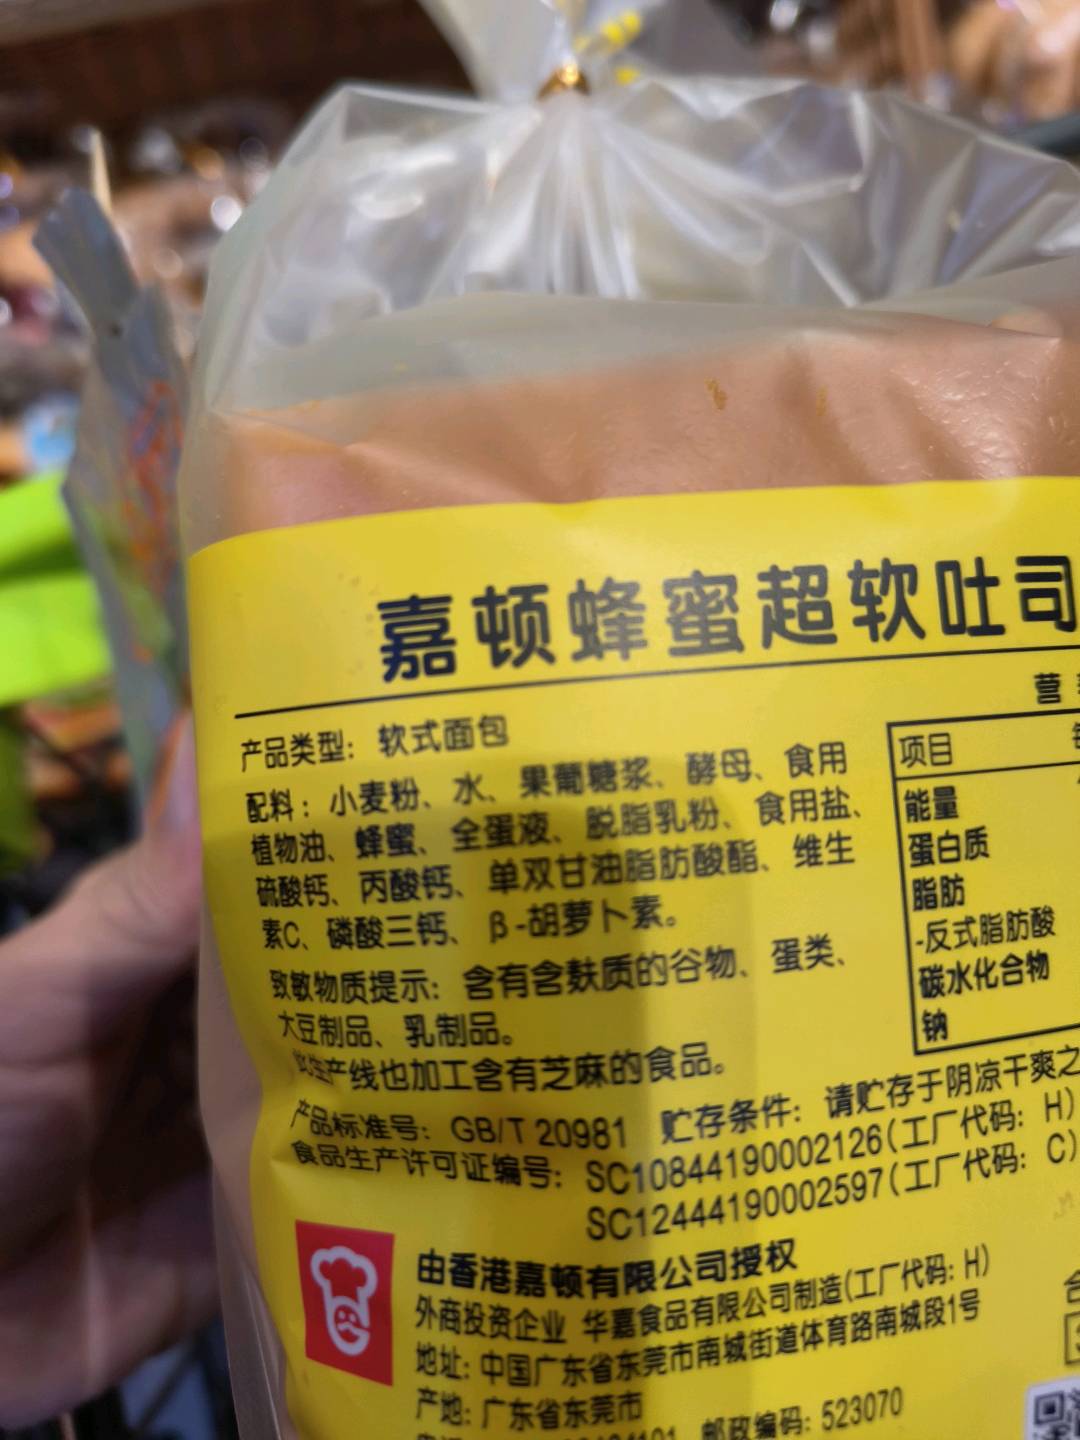 嘉顿蜂蜜超软吐司
产品类型：软式面包
配料：小麦粉、水、果葡糖浆、酵母、食用
植物油、蜂蜜、全蛋液、脱脂乳粉、食用盐、
硫酸钙、丙酸钙、单双甘油脂肪酸酯、维生
素C、磷酸三钙、β-胡萝卜素。
致敏物质提示：含有含麸质的谷物、蛋类、
大豆制品、乳制品。
此生产线也加工含有芝麻的食品。
营
项目
能量
蛋白质
脂肪
-反式脂肪酸
碳水化合物
钠
产品标准号：GB/T 20981 贮存条件：请贮存于阴凉干爽之
食品生产许可证编号：SC10844190002126(工厂代码：H)
SC12444190002597(工厂代码：C)
由香港嘉顿有限公司授权
外商投资企业 华嘉食品有限公司制造(工厂代码：H)
地址：中国广东省东莞市南城街道体育路南城段1号
产地：广东省东莞市
邮政编码：523070